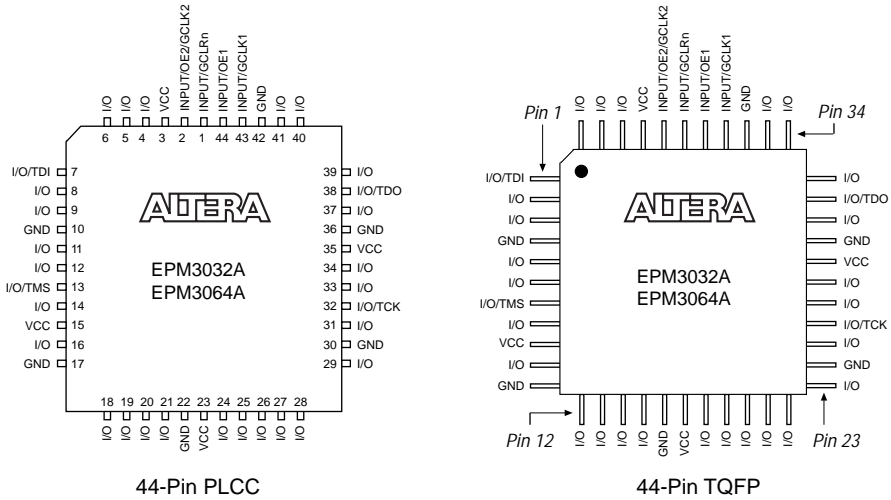 I/O I/O I/O VCC INPUT/OE2/GCLK2 INPUT/GCLRn INPUT/OE1 INPUT/GCLK1 GND I/O I/O
6 5 4 3 2 1 44 43 42 41 40
I/O/TDI 7
I/O 8
I/O 9
GND 10
I/O 11
I/O 12
I/O/TMS 13
I/O 14
VCC 15
I/O 16
GND 17
ALTERA
EPM3032A
EPM3064A
39 I/O
38 I/O/TDO
37 I/O
36 GND
35 VCC
34 I/O
33 I/O
32 I/O/TCK
31 I/O
30 GND
29 I/O
18 19 20 21 22 23 24 25 26 27 28
I/O I/O I/O I/O GND VCC I/O I/O I/O I/O I/O
44-Pin PLCC
I/O I/O I/O VCC INPUT/OE2/GCLK2 INPUT/GCLRn INPUT/OE1 INPUT/GCLK1 GND I/O I/O
Pin 1
Pin 34
I/O/TDI
I/O
I/O
GND
I/O
I/O
I/O/TMS
I/O
VCC
I/O
GND
ALTERA
EPM3032A
EPM3064A
I/O
I/O/TDO
I/O
GND
VCC
I/O
I/O
I/O/TCK
I/O
GND
I/O
Pin 12
Pin 23
I/O I/O I/O I/O GND VCC I/O I/O I/O I/O I/O
44-Pin TQFP